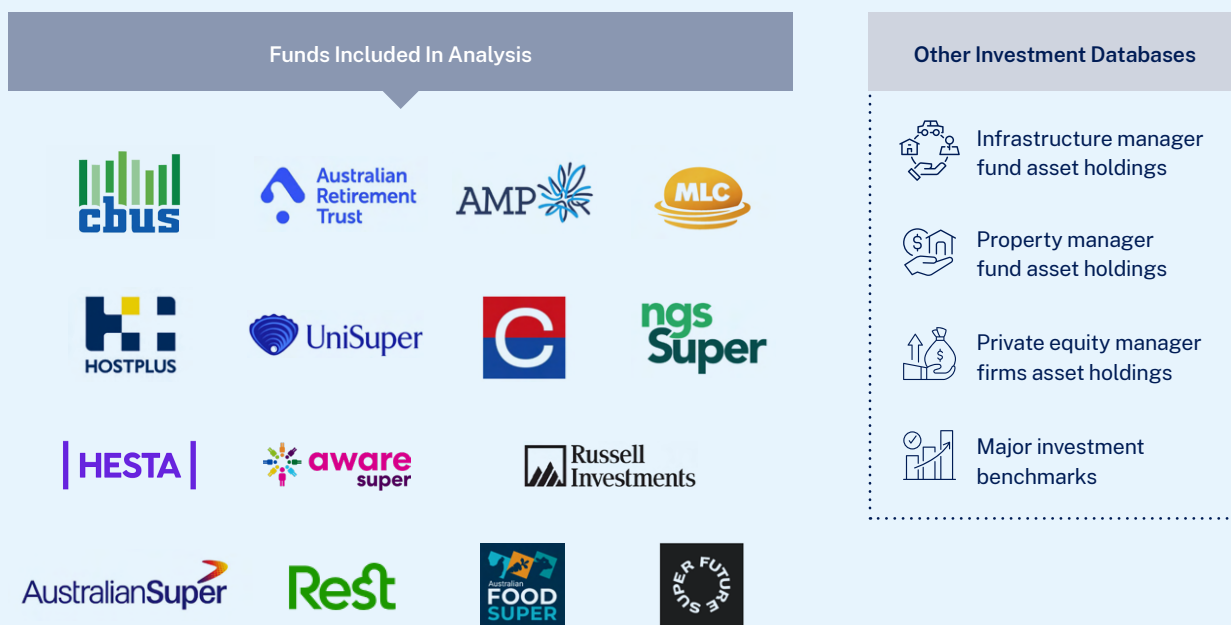 Funds Included In Analysis
Other Investment Databases
cbus
Australian
Retirement
Trust
AMP
MLC
HOSTPLUS
UniSuper
C
ngs
Super
HESTA
aware
super
Russell
Investments
AustralianSuper
Rest
Australian
FOOD
SUPER
SUPER FUTURE
Infrastructure manager
fund asset holdings
$
Property manager
fund asset holdings
Private equity manager
firms asset holdings
$
Major investment
benchmarks